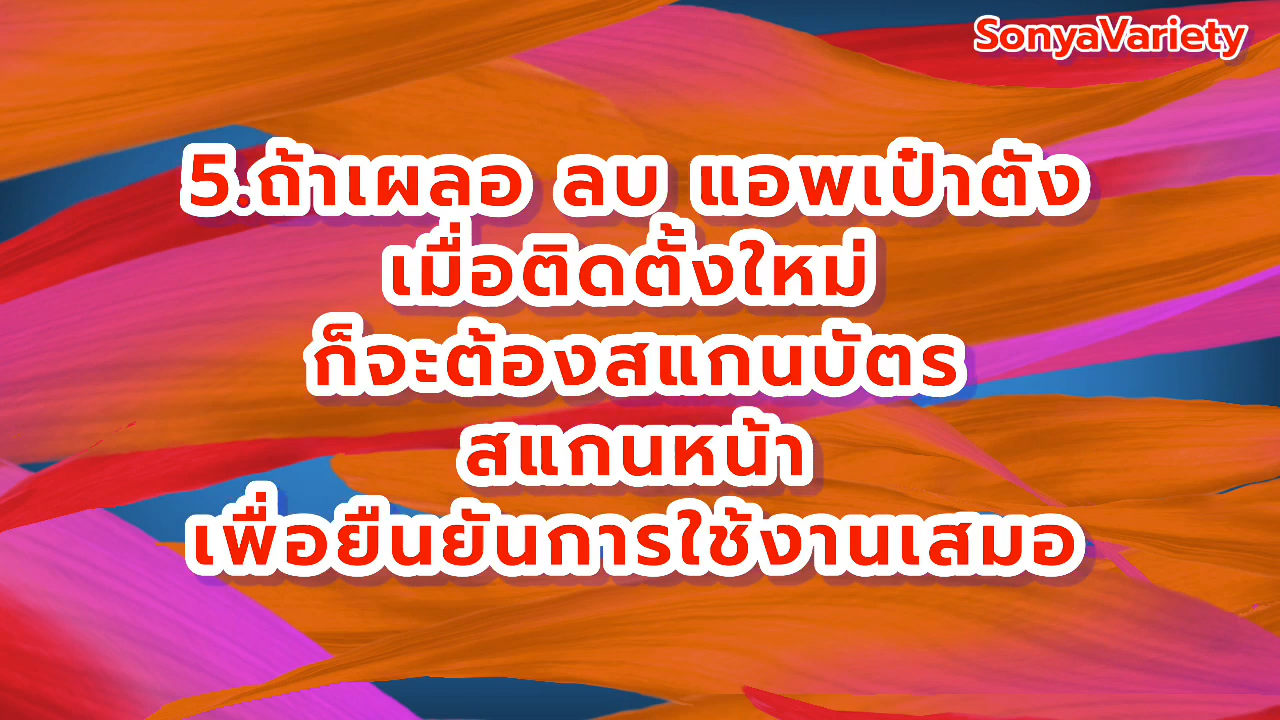 SonyaVariety
5.ถ้าเผลอ ลบ แอพเป๋าตัง
เมื่อติดตั้งใหม่
ก็จะต้องสแกนบัตร
สแกนหน้า
เพื่อยืนยันการใช้งานเสมอ